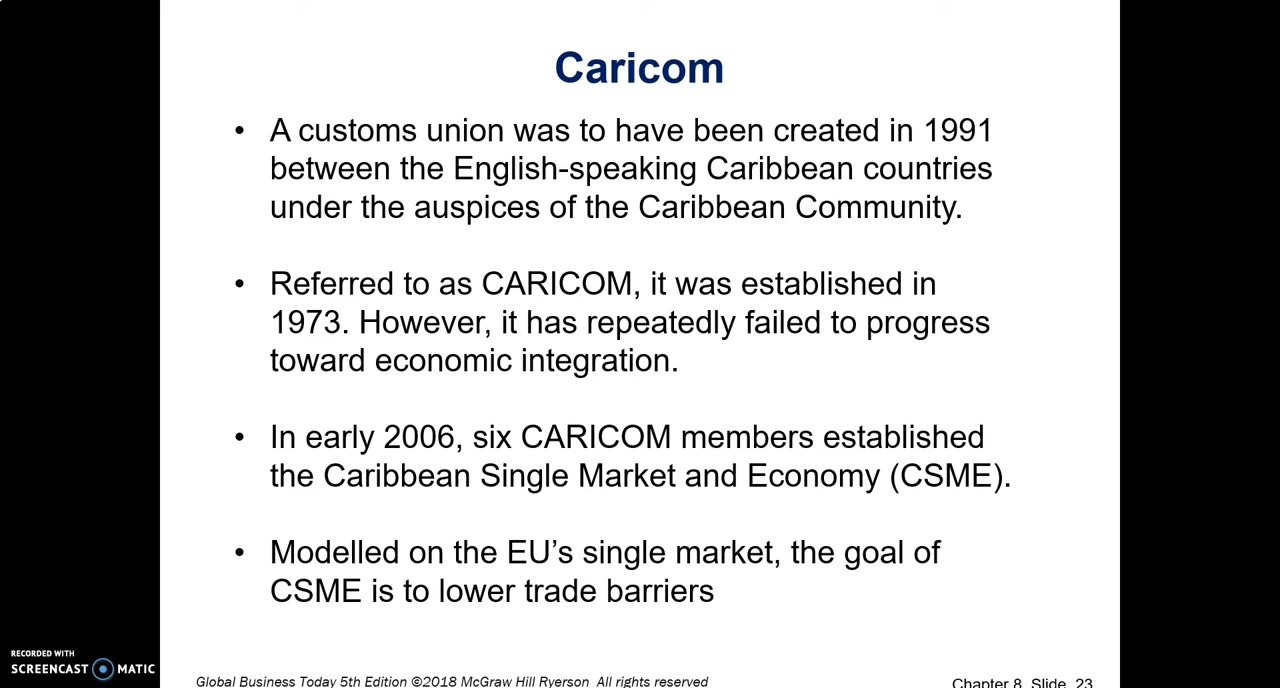 Caricom
• A customs union was to have been created in 1991
between the English-speaking Caribbean countries
under the auspices of the Caribbean Community.
• Referred to as CARICOM, it was established in
1973. However, it has repeatedly failed to progress
toward economic integration.
• In early 2006, six CARICOM members established
the Caribbean Single Market and Economy (CSME).
• Modelled on the EU’s single market, the goal of
CSME is to lower trade barriers
RECORDED WITH
SCREENCAST MATIC
Global Business Today 5th Edition ©2018 McGraw Hill Ryerson All rights reserved
Chapter 8, Slide 23